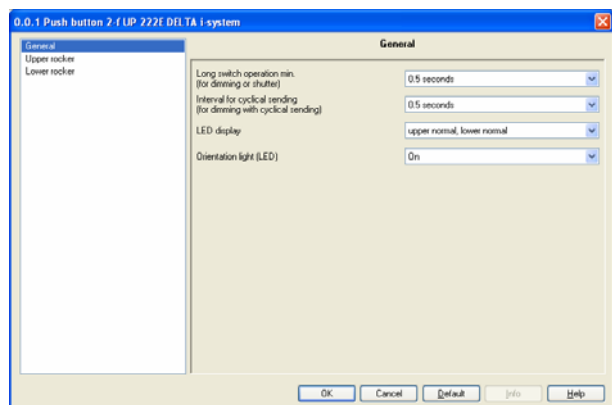 0.0.1 Push button 2-f UP 222E DELTA i-system
General
Upper rocker
Lower rocker
General
Long switch operation min.
(for dimming or shutter)
0.5 seconds
Interval for cyclical sending
(for dimming with cyclical sending)
0.5 seconds
LED display
upper normal, lower normal
Orientation light (LED)
On
OK
Cancel
Default
Info
Help